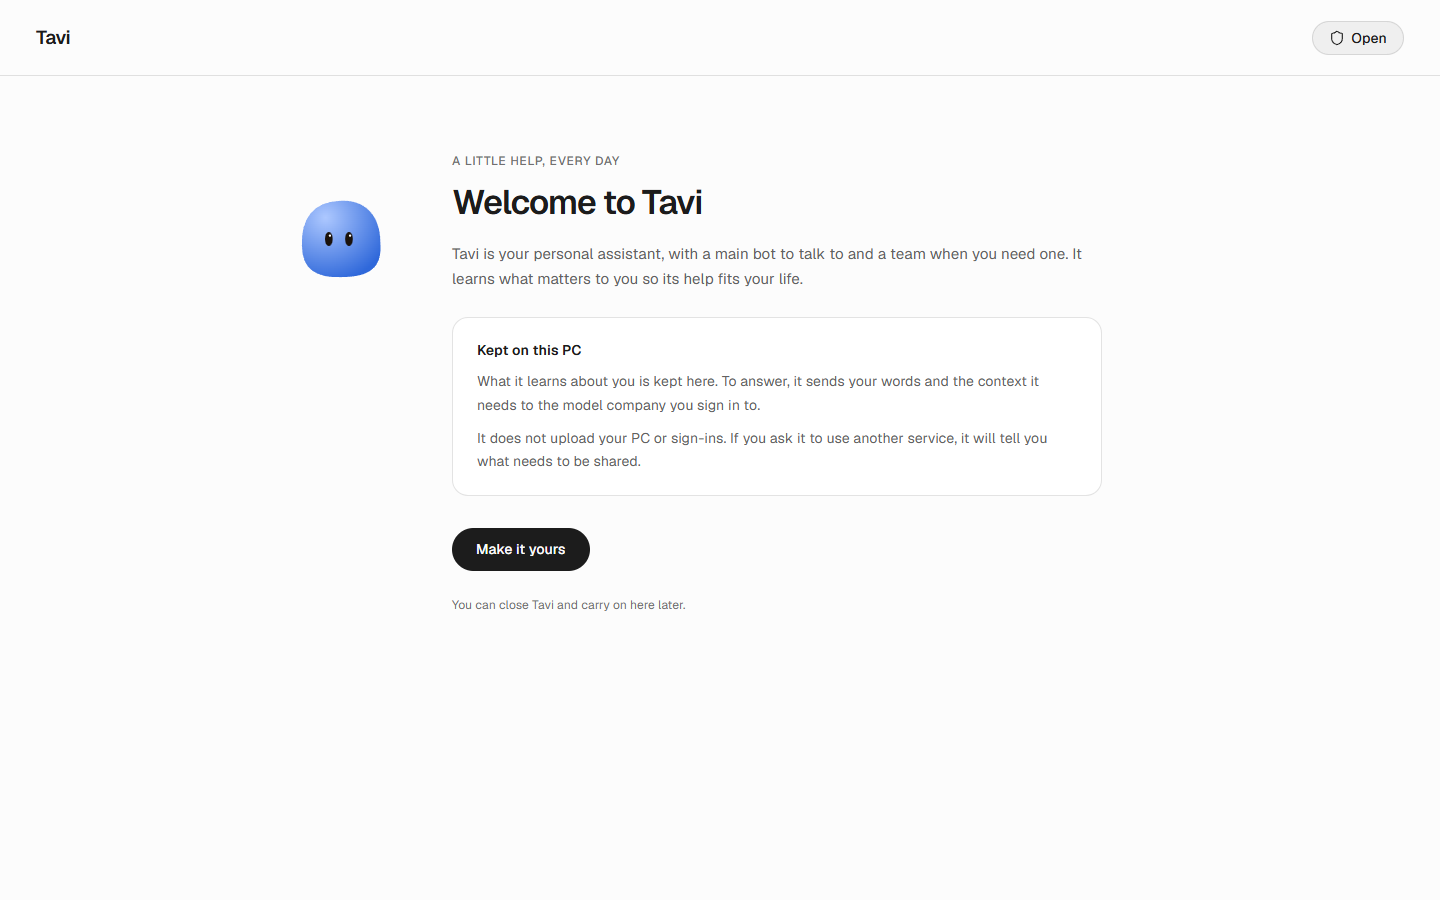 Tavi
Open
A LITTLE HELP, EVERY DAY
Welcome to Tavi
Tavi is your personal assistant, with a main bot to talk to and a team when you need one. It
learns what matters to you so its help fits your life.
Kept on this PC
What it learns about you is kept here. To answer, it sends your words and the context it
needs to the model company you sign in to.
It does not upload your PC or sign-ins. If you ask it to use another service, it will tell you
what needs to be shared.
Make it yours
You can close Tavi and carry on here later.